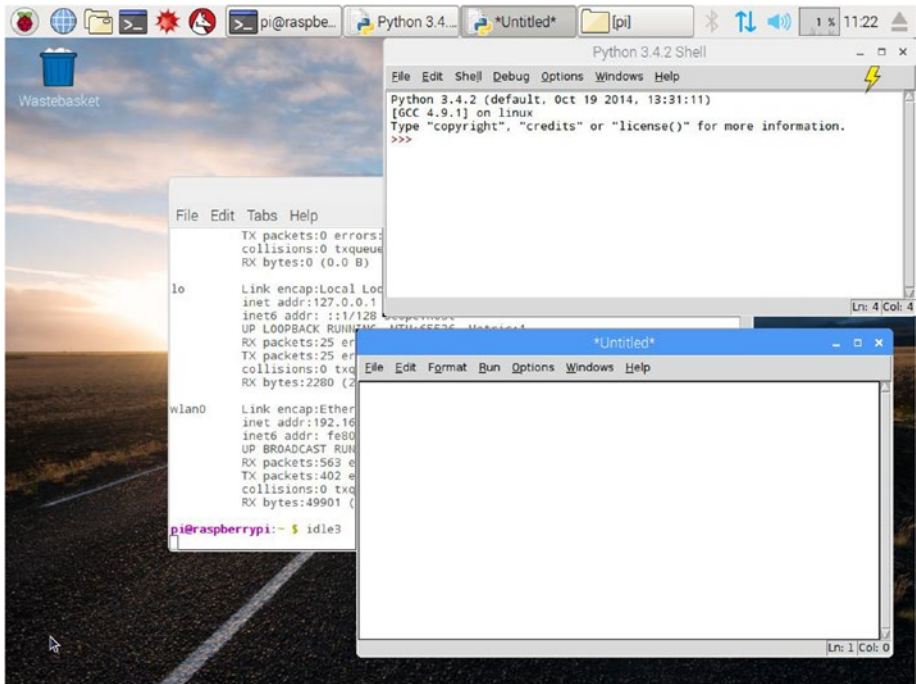 pi@raspbe...
Python 3.4....
*Untitled*
[pi]
1 %
11:22
Wastebasket
Python 3.4.2 Shell
File Edit Shell Debug Options Windows Help
Python 3.4.2 (default, Oct 19 2014, 13:31:11)
[GCC 4.9.1] on linux
Type "copyright", "credits" or "license()" for more information.
>>>
Ln: 4 Col: 4
File Edit Tabs Help
TX packets:0 errors:
collisions:0 txqueue
RX bytes:0 (0.0 B)
lo Link encap:Local Loo
inet addr:127.0.0.1
inet6 addr: ::1/128
UP LOOPBACK RUNNING
RX packets:25 er
TX packets:25 er
collisions:0 txq
RX bytes:2280 (2
wlan0 Link encap:Ether
inet addr:192.16
inet6 addr: fe80
UP BROADCAST RUN
RX packets:563 e
TX packets:402 e
collisions:0 txq
RX bytes:49901 (
pi@raspberrypi:~ $ idle3
*Untitled*
File Edit Format Run Options Windows Help
Ln: 1 Col: 0